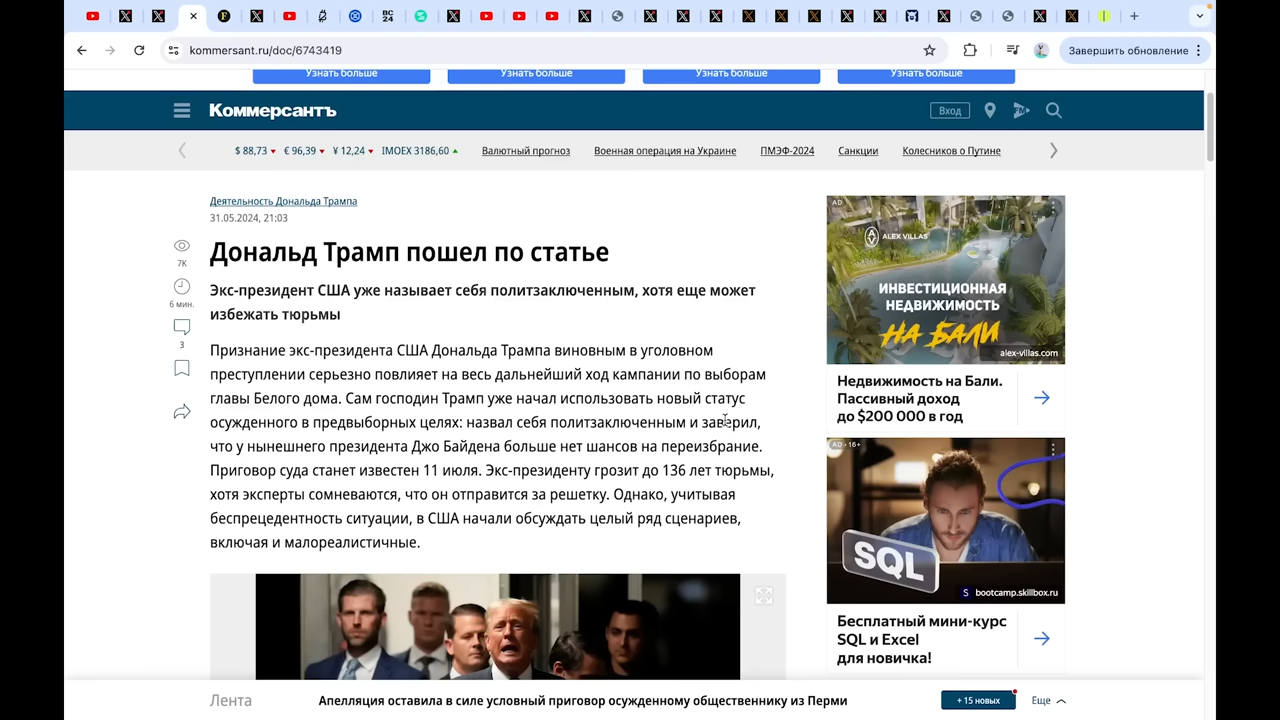 BC
24
kommersant.ru/doc/6743419
Завершить обновление
Узнать больше
Узнать больше
Узнать больше
Узнать больше
Коммерсантъ
Вход
FM
$ 88,73
€ 96,39
¥ 12,24
IMOEX 3186,60
Валютный прогноз
Военная операция на Украине
ПМЭФ-2024
Санкции
Колесников о Путине
Деятельность Дональда Трампа
31.05.2024, 21:03
7K
6 мин.
3
Дональд Трамп пошел по статье
Экс-президент США уже называет себя политзаключенным, хотя еще может
избежать тюрьмы
Признание экс-президента США Дональда Трампа виновным в уголовном
преступлении серьезно повлияет на весь дальнейший ход кампании по выборам
главы Белого дома. Сам господин Трамп уже начал использовать новый статус
осужденного в предвыборных целях: назвал себя политзаключенным и заверил,
что у нынешнего президента Джо Байдена больше нет шансов на переизбрание.
Приговор суда станет известен 11 июля. Экс-президенту грозит до 136 лет тюрьмы,
хотя эксперты сомневаются, что он отправится за решетку. Однако, учитывая
беспрецедентность ситуации, в США начали обсуждать целый ряд сценариев,
включая и малореалистичные.
AD
ALEX VILLAS
ИНВЕСТИЦИОННАЯ
НЕДВИЖИМОСТЬ
НА БАЛИ
alex-villas.com
Недвижимость на Бали.
Пассивный доход
до $200 000 в год
AD • 16+
SQL
S bootcamp.skillbox.ru
Бесплатный мини-курс
SQL и Excel
для новичка!
Лента
Апелляция оставила в силе условный приговор осужденному общественнику из Перми
+ 15 новых
Еще